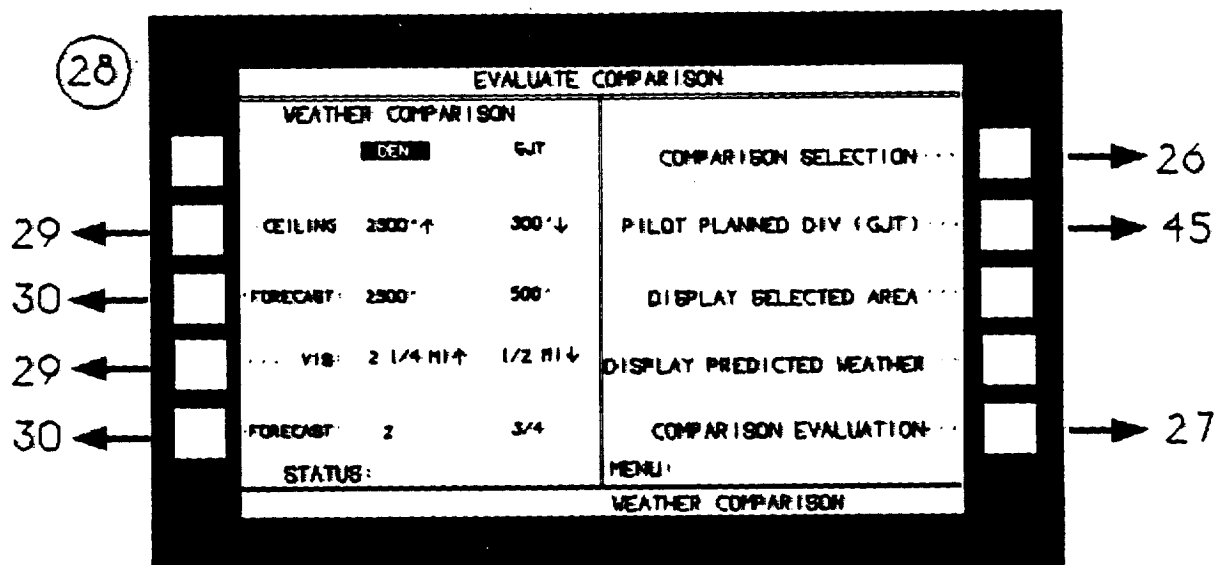 28
EVALUATE COMPARISON
WEATHER COMPARISON
DEN GJT
COMPARISON SELECTION ... 26
29 CEILING 2500'↑ 300'↓ PILOT PLANNED DIV (GJT) ... 45
30 FORECAST: 2500' 500' DISPLAY SELECTED AREA ...
29 ... VIS: 2 1/4 MI↑ 1/2 MI↓ DISPLAY PREDICTED WEATHER
30 FORECAST 2 3/4 COMPARISON EVALUATION ... 27
STATUS: MENU:
WEATHER COMPARISON